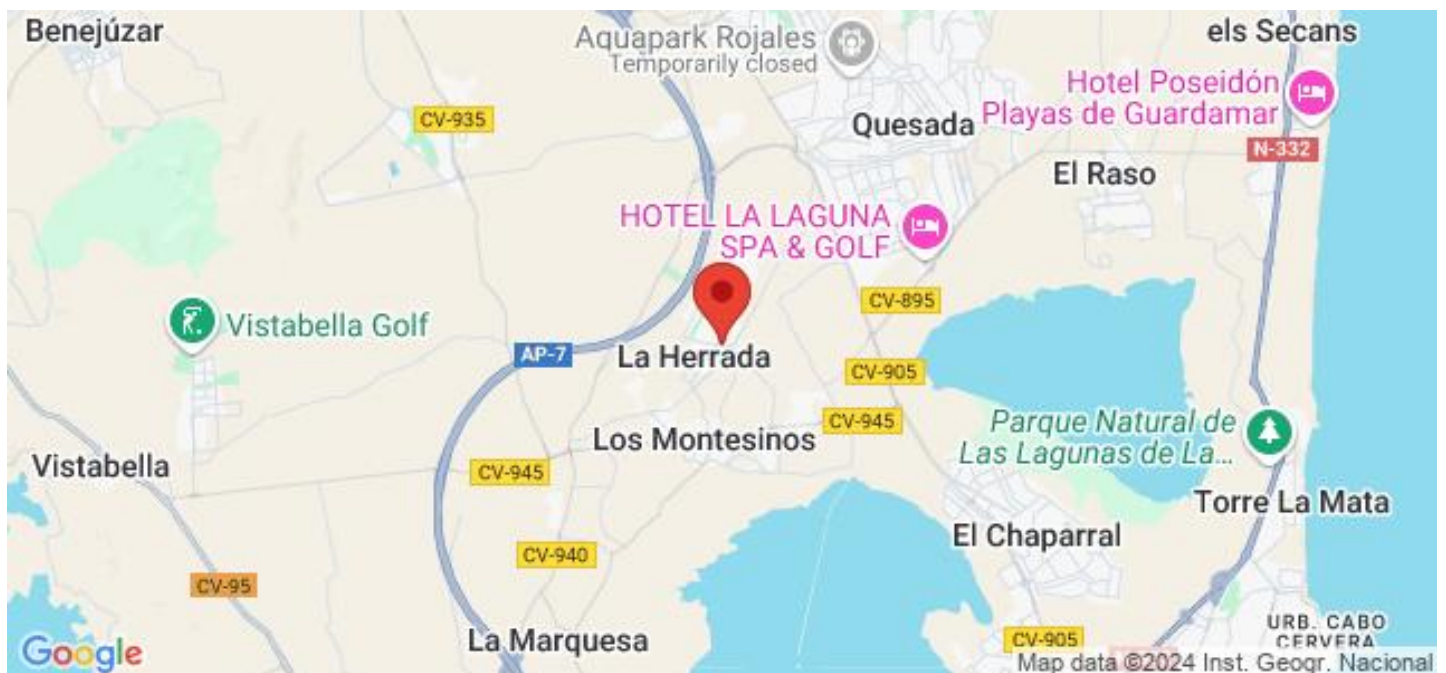 Benejúzar
Aquapark Rojales
Temporarily closed
els Secans
Hotel Poseidón
Playas de Guardamar
CV-935
Quesada
N-332
El Raso
HOTEL LA LAGUNA
SPA & GOLF
CV-895
Vistabella Golf
AP-7
La Herrada
CV-905
CV-945
Parque Natural de
Las Lagunas de La...
Los Montesinos
Vistabella
CV-945
Torre La Mata
El Chaparral
CV-940
CV-95
URB. CABO
CERVERA
La Marquesa
CV-905
Google
Map data ©2024 Inst. Geogr. Nacional